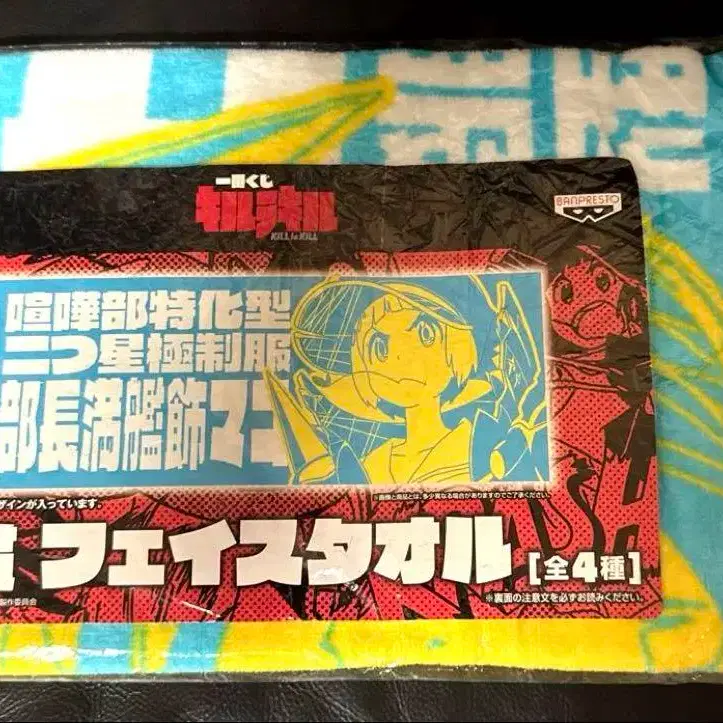 一番くじ
キルラキル
KILL la KILL
BANPRESTO
喧嘩部特化型
二つ星極制服
部長満艦飾マコ
ザインが入っています。
※画像と商品とは、多少異なる場合がありますのでご了承ください。
フェイスタオル [全4種]
製作委員会
※裏面の注意文を必ずお読みください。